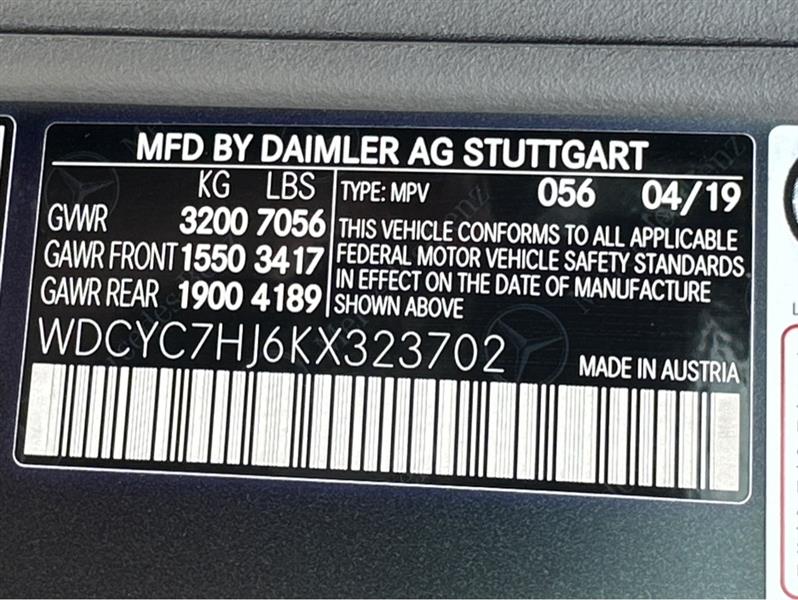 MFD BY DAIMLER AG STUTTGART
KG LBS
GVWR 3200 7056
GAWR FRONT 1550 3417
GAWR REAR 1900 4189
TYPE: MPV 056 04/19
THIS VEHICLE CONFORMS TO ALL APPLICABLE
FEDERAL MOTOR VEHICLE SAFETY STANDARDS
IN EFFECT ON THE DATE OF MANUFACTURE
SHOWN ABOVE
WDCYC7HJ6KX323702
MADE IN AUSTRIA